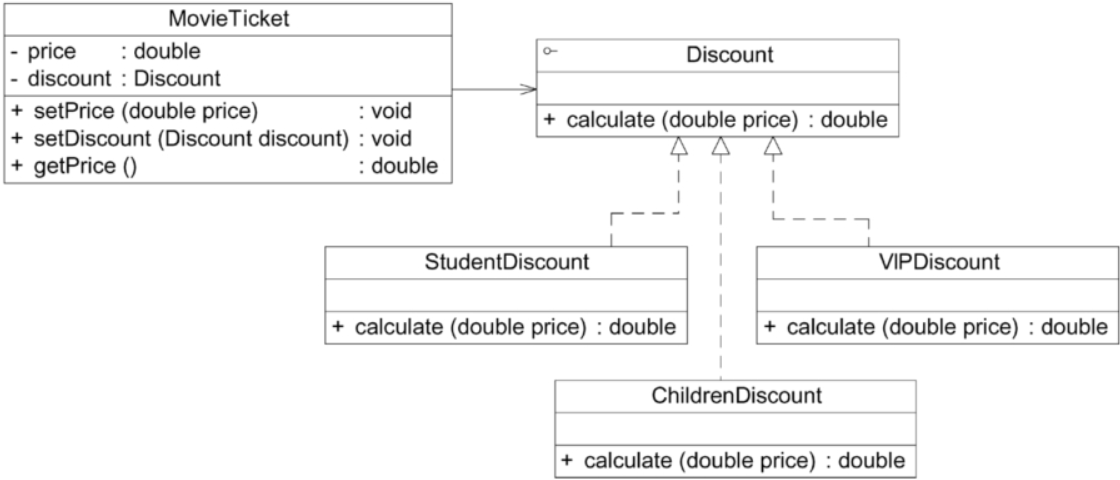 MovieTicket
- price : double
- discount : Discount
+ setPrice (double price) : void
+ setDiscount (Discount discount) : void
+ getPrice () : double
Discount
+ calculate (double price) : double
StudentDiscount
+ calculate (double price) : double
VIPDiscount
+ calculate (double price) : double
ChildrenDiscount
+ calculate (double price) : double